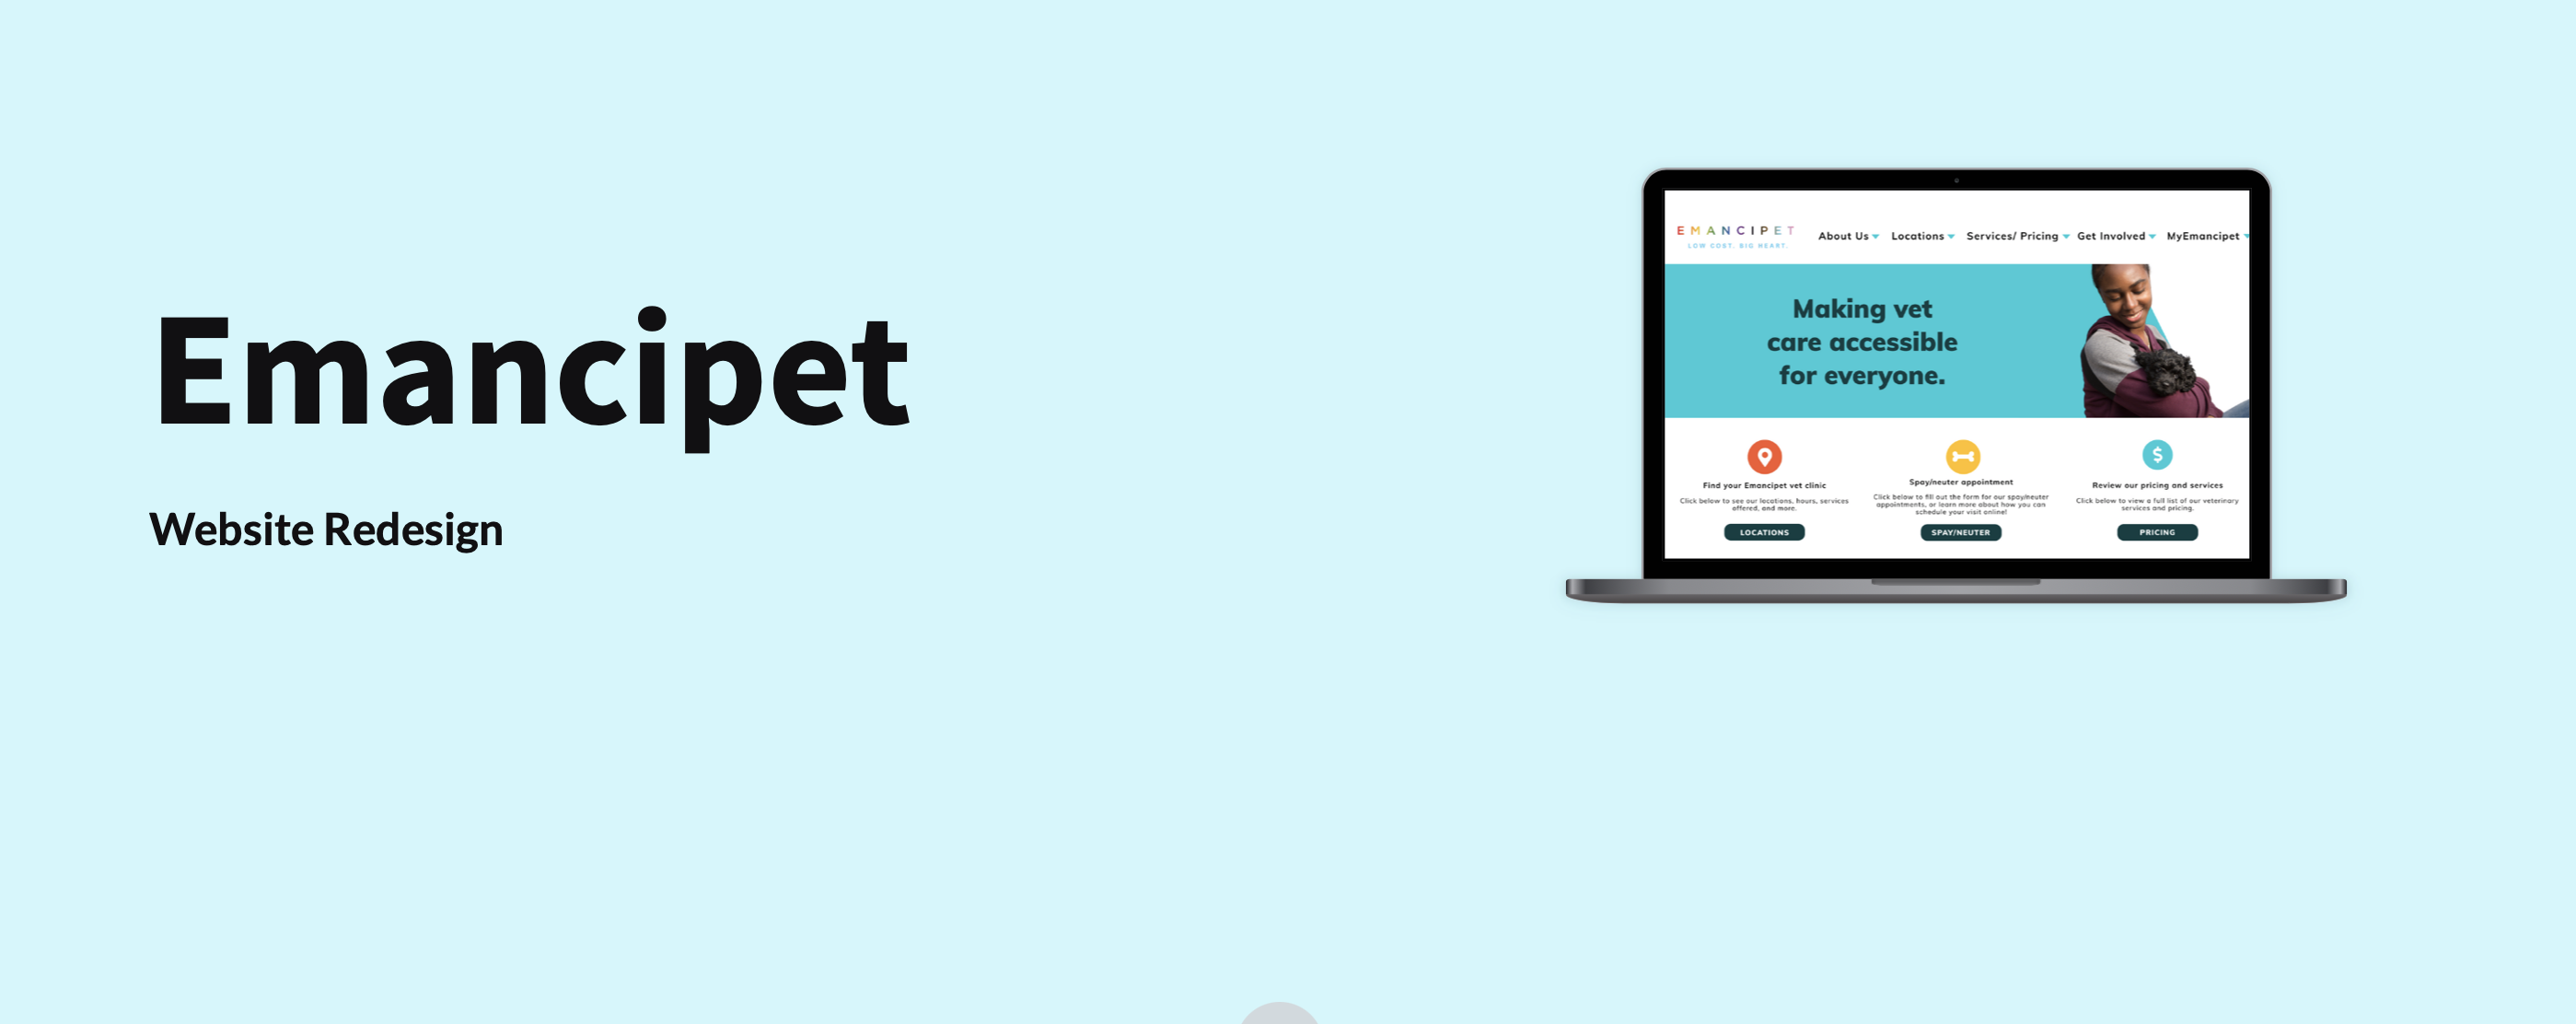 Emancipet
Website Redesign
EMANCIPET
LOW COST. BIG HEART.
About Us
Locations
Services/ Pricing
Get Involved
MyEmancipet
Making vet
care accessible
for everyone.
Find your Emancipet vet clinic
Click below to see our locations, hours, services
offered, and more.
LOCATIONS
Spay/neuter appointment
Click below to fill out the form for our spay/neuter
appointments, or learn more about how you can
schedule your visit online!
SPAY/NEUTER
Review our pricing and services
Click below to view a full list of our veterinary
services and pricing.
PRICING
$